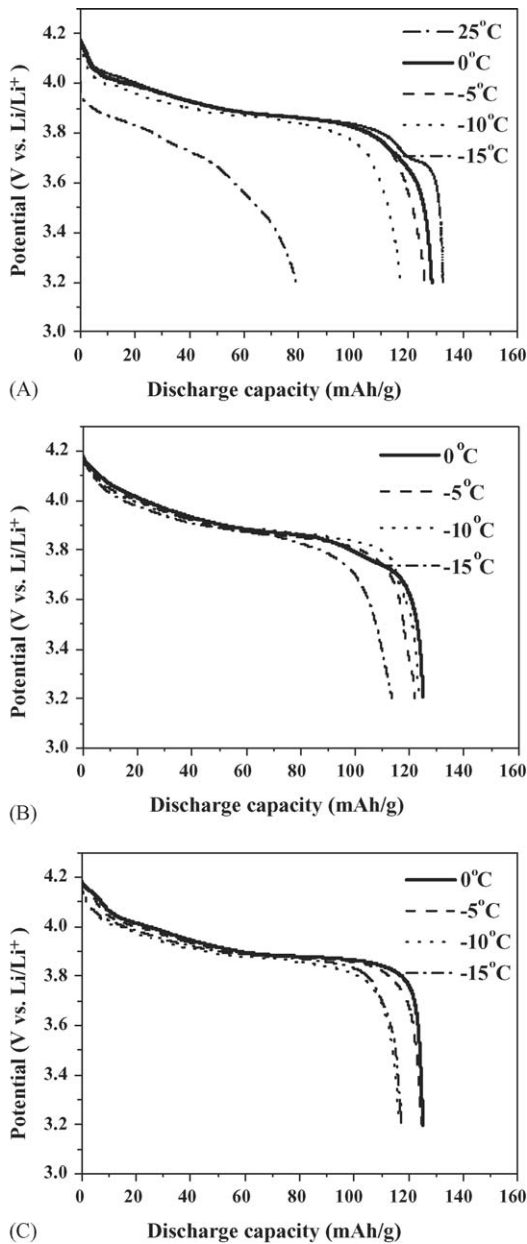 25°C
0°C
-5°C
-10°C
-15°C
4.2
4.0
3.8
3.6
3.4
3.2
3.0
Potential (V vs. Li/Li+)
0 20 40 60 80 100 120 140 160
(A) Discharge capacity (mAh/g)
0°C
-5°C
-10°C
-15°C
4.2
4.0
3.8
3.6
3.4
3.2
3.0
Potential (V vs. Li/Li+)
0 20 40 60 80 100 120 140 160
(B) Discharge capacity (mAh/g)
0°C
-5°C
-10°C
-15°C
4.2
4.0
3.8
3.6
3.4
3.2
3.0
Potential (V vs. Li/Li+)
0 20 40 60 80 100 120 140 160
(C) Discharge capacity (mAh/g)